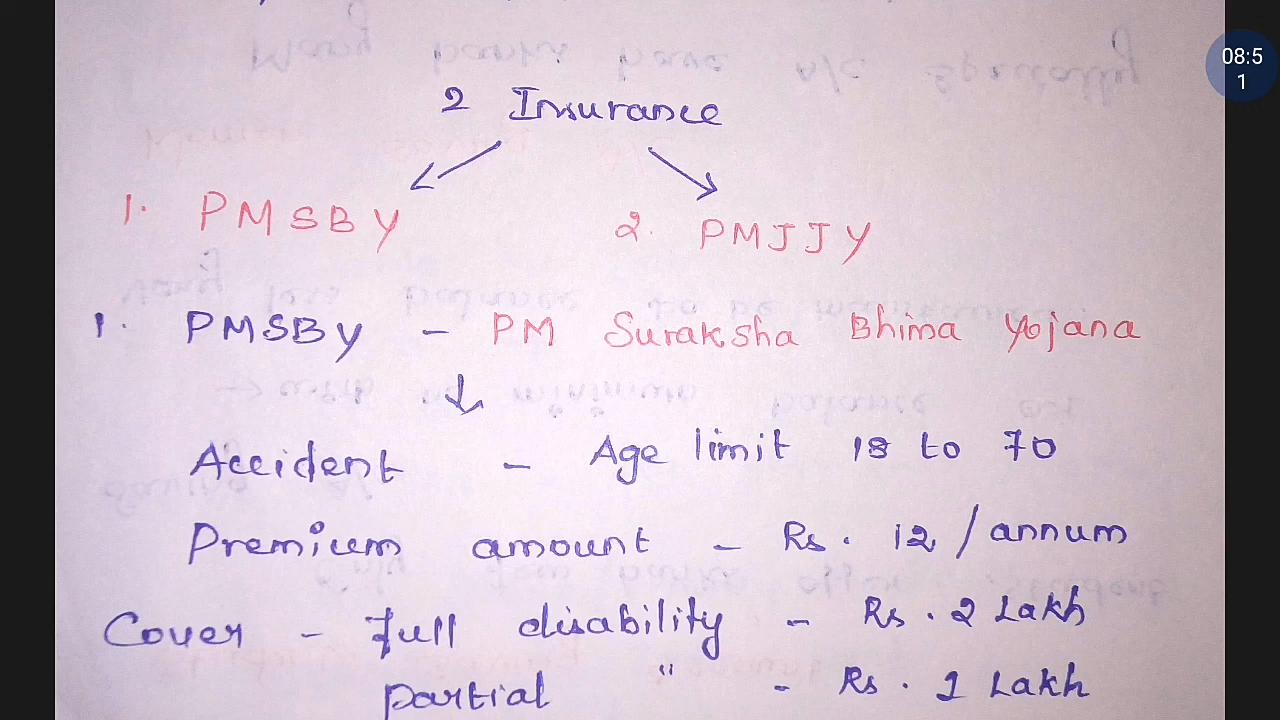 2 Insurance
1. PMSBY 2. PMJJY
1. PMSBY - PM Suraksha Bhima Yojana
Accident - Age limit 18 to 70
Premium amount - Rs. 12 / annum
Cover - full disability - Rs. 2 Lakh
partial " - Rs. 1 Lakh
08:51